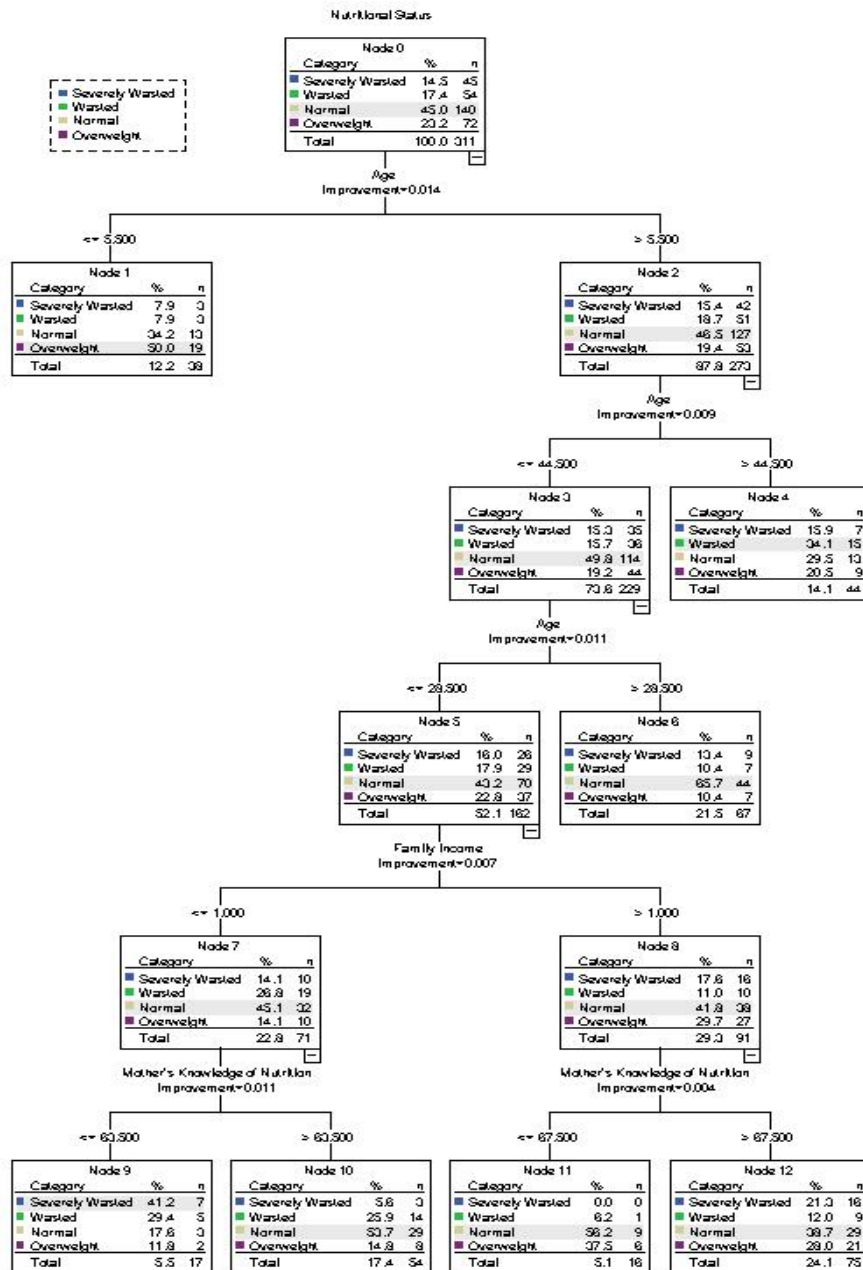 Nutritional Status
Severely Wasted
Wasted
Normal
Overweight
Node 0
Category % n
Severely Wasted 14.5 45
Wasted 17.4 54
Normal 45.0 140
Overweight 23.2 72
Total 100.0 311
Age
Improvement=0.014
<= 5.500
> 5.500
Node 1
Category % n
Severely Wasted 7.9 3
Wasted 7.9 3
Normal 34.2 13
Overweight 50.0 19
Total 12.2 38
Node 2
Category % n
Severely Wasted 15.4 42
Wasted 18.7 51
Normal 46.5 127
Overweight 19.4 53
Total 87.8 273
Age
Improvement=0.009
<= 44.500
> 44.500
Node 3
Category % n
Severely Wasted 15.3 35
Wasted 15.7 36
Normal 49.8 114
Overweight 19.2 44
Total 73.6 229
Node 4
Category % n
Severely Wasted 15.9 7
Wasted 34.1 15
Normal 29.5 13
Overweight 20.5 9
Total 14.1 44
Age
Improvement=0.011
<= 28.500
> 28.500
Node 5
Category % n
Severely Wasted 16.0 26
Wasted 17.9 29
Normal 43.2 70
Overweight 22.8 37
Total 52.1 162
Node 6
Category % n
Severely Wasted 13.4 9
Wasted 10.4 7
Normal 65.7 44
Overweight 10.4 7
Total 21.5 67
Family Income
Improvement=0.007
<= 1.000
> 1.000
Node 7
Category % n
Severely Wasted 14.1 10
Wasted 26.8 19
Normal 45.1 32
Overweight 14.1 10
Total 22.8 71
Node 8
Category % n
Severely Wasted 17.6 16
Wasted 11.0 10
Normal 41.8 38
Overweight 29.7 27
Total 29.3 91
Mother's Knowledge of Nutrition
Improvement=0.011
Mother's Knowledge of Nutrition
Improvement=0.004
<= 63.500
> 63.500
<= 67.500
> 67.500
Node 9
Category % n
Severely Wasted 41.2 7
Wasted 29.4 5
Normal 17.6 3
Overweight 11.8 2
Total 5.5 17
Node 10
Category % n
Severely Wasted 5.6 3
Wasted 25.9 14
Normal 53.7 29
Overweight 14.8 8
Total 17.4 54
Node 11
Category % n
Severely Wasted 0.0 0
Wasted 6.2 1
Normal 56.2 9
Overweight 37.5 6
Total 5.1 16
Node 12
Category % n
Severely Wasted 21.3 16
Wasted 12.0 9
Normal 38.7 29
Overweight 28.0 21
Total 24.1 75